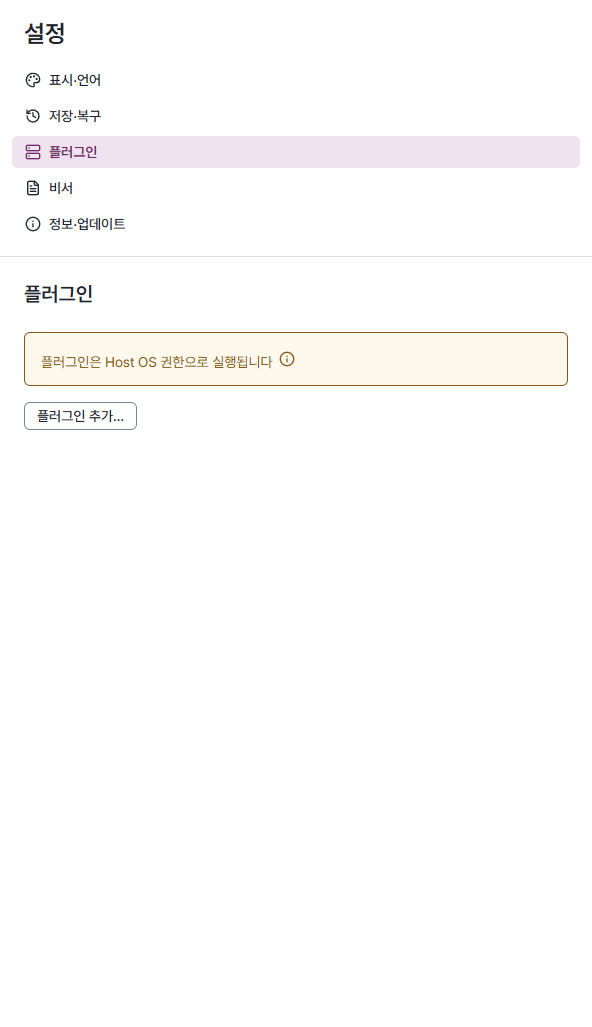 설정
표시·언어
저장·복구
플러그인
비서
정보·업데이트
플러그인
플러그인은 Host OS 권한으로 실행됩니다
플러그인 추가...